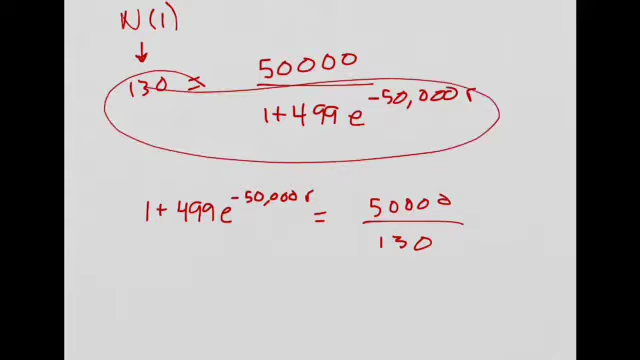 N(1)
↓
130 = 50000 / 1+499e^-50,000r
1+499e^-50,000r = 50000 / 130